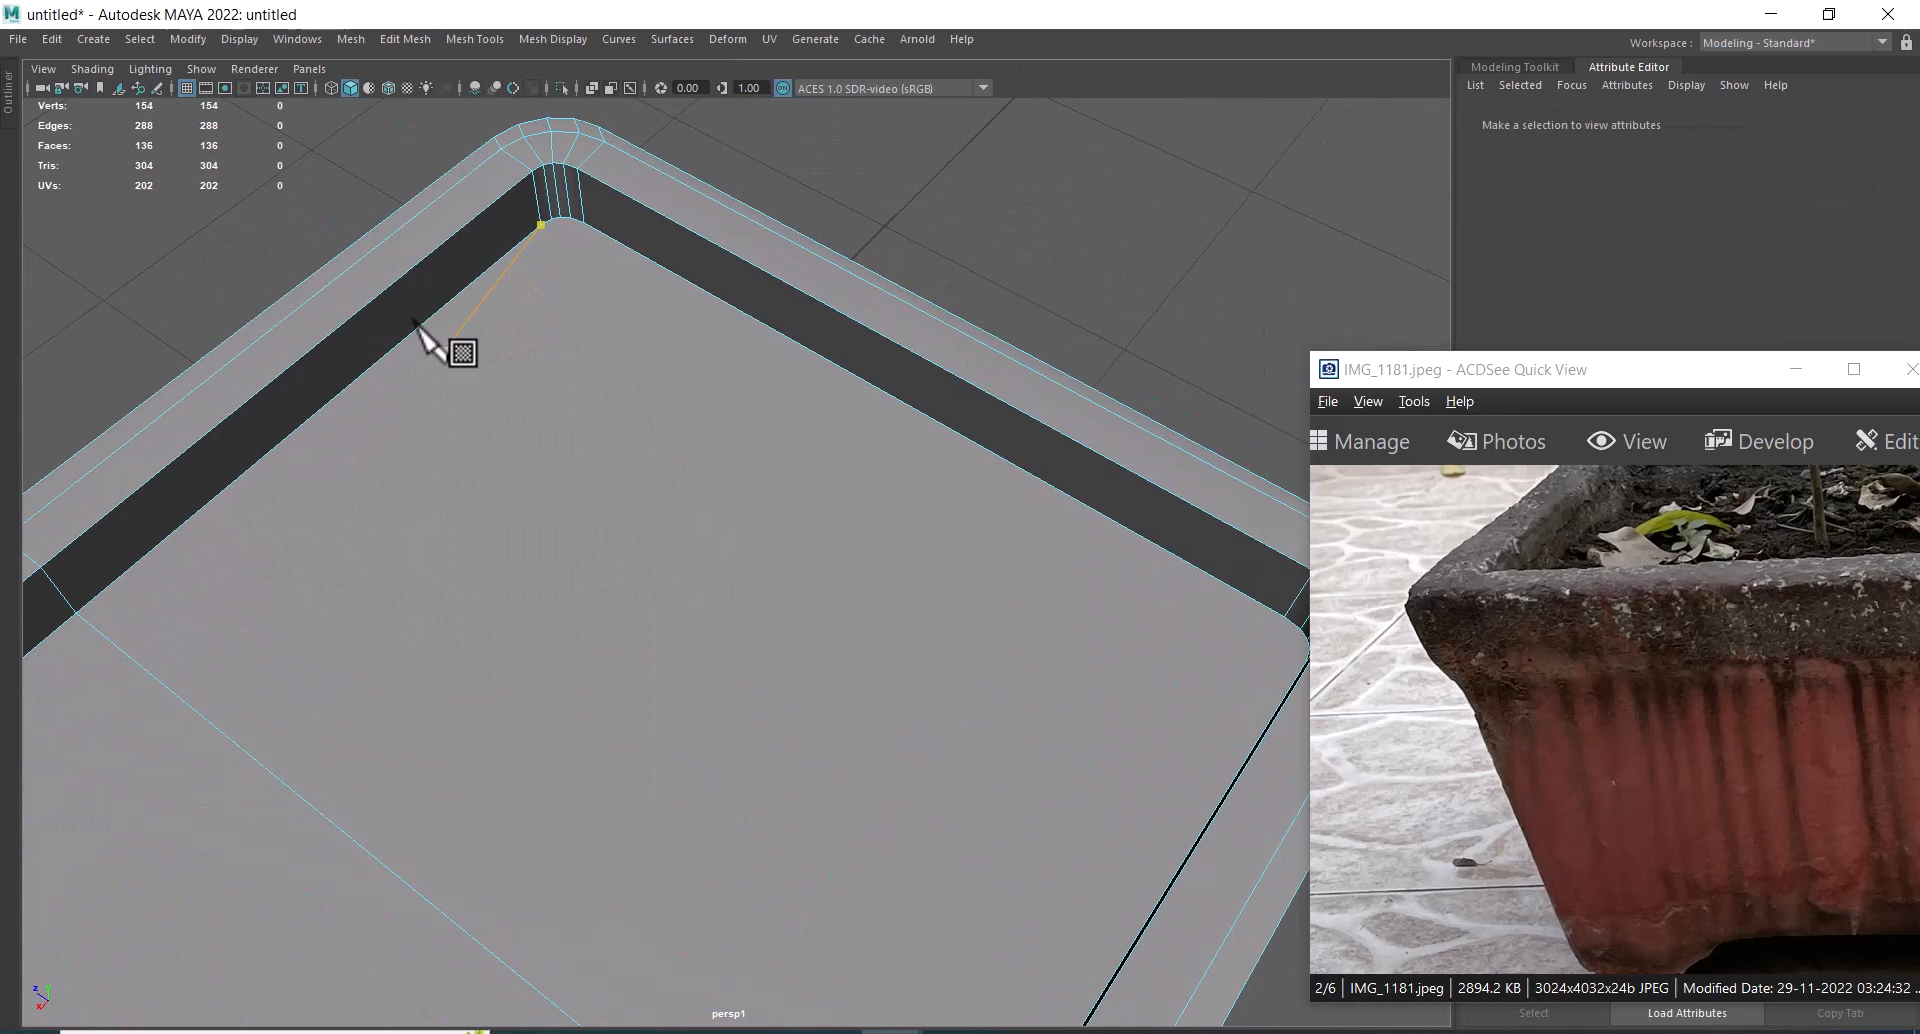 untitled* - Autodesk MAYA 2022: untitled
File Edit Create Select Modify Display Windows Mesh Edit Mesh Mesh Tools Mesh Display Curves Surfaces Deform UV Generate Cache Arnold Help
Workspace : Modeling - Standard*
View Shading Lighting Show Renderer Panels
0.00 1.00 ON ACES 1.0 SDR-video (sRGB)
Outliner
Verts: 154 154 0
Edges: 288 288 0
Faces: 136 136 0
Tris: 304 304 0
UVs: 202 202 0
Modeling Toolkit Attribute Editor
List Selected Focus Attributes Display Show Help
Make a selection to view attributes
IMG_1181.jpeg - ACDSee Quick View
File View Tools Help
Manage Photos View Develop Edit
2/6 IMG_1181.jpeg 2894.2 KB 3024x4032x24b JPEG Modified Date: 29-11-2022 03:24:32 ..
z y x
persp1
Select Load Attributes Copy Tab